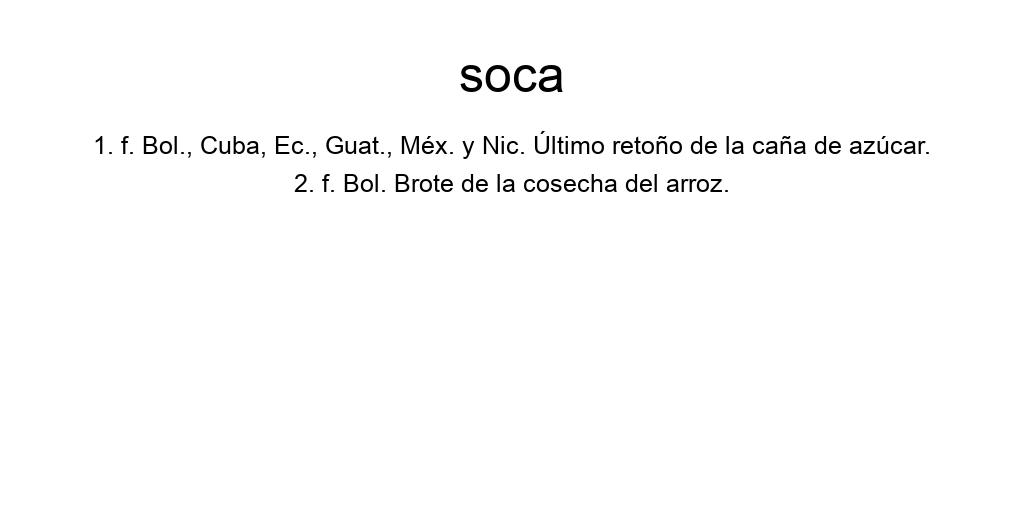 soca
1. f. Bol., Cuba, Ec., Guat., Méx. y Nic. Último retoño de la caña de azúcar.
2. f. Bol. Brote de la cosecha del arroz.